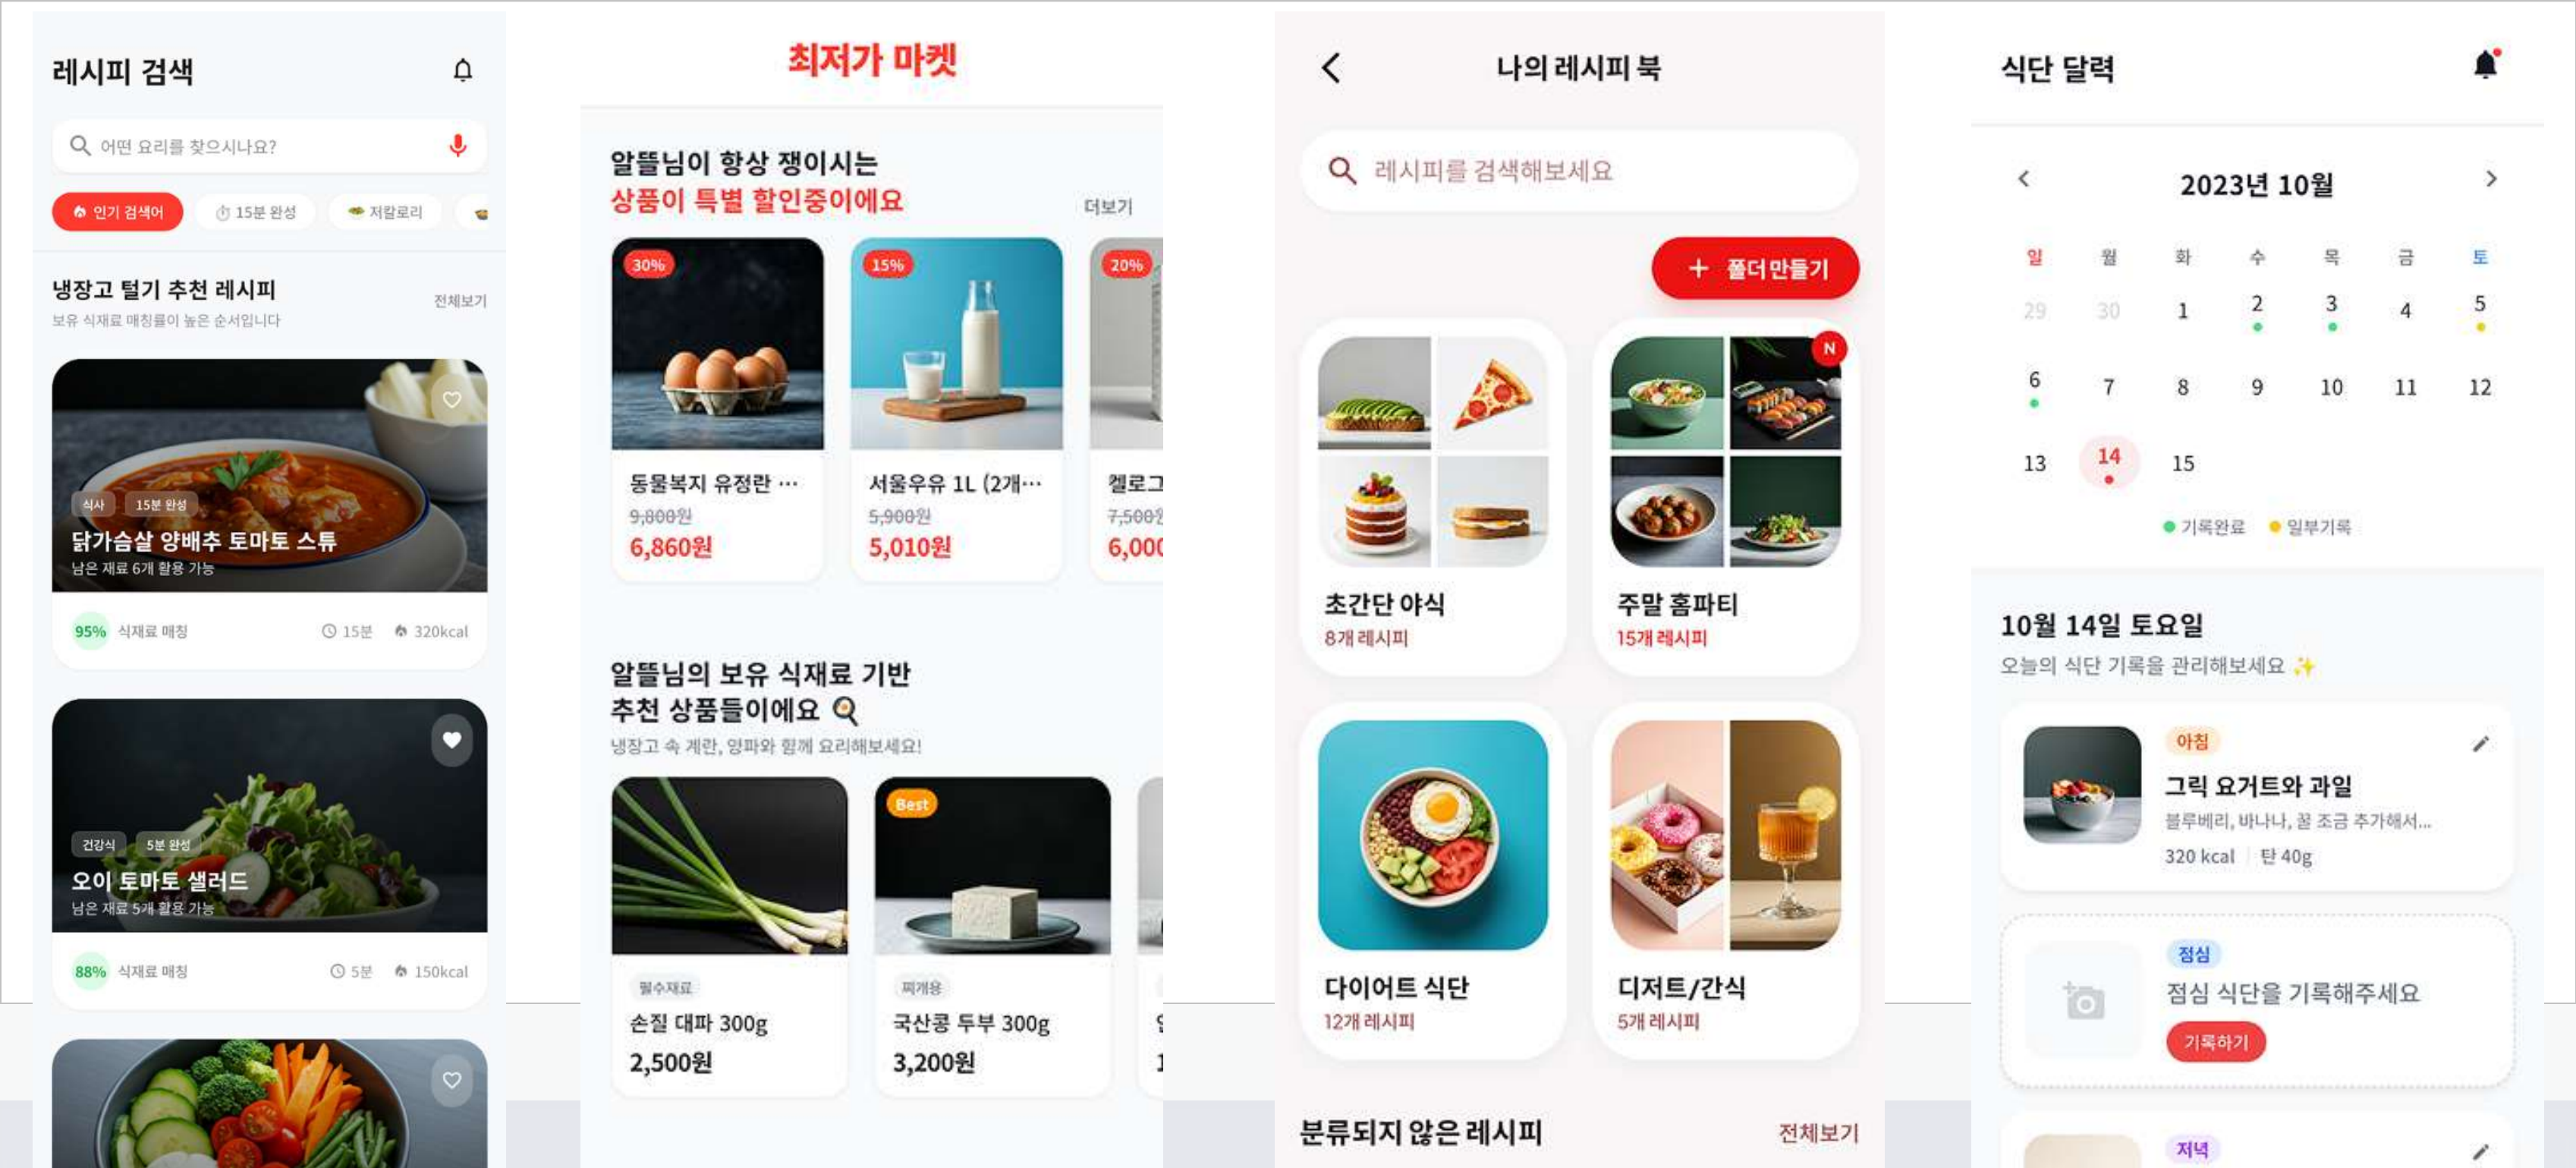 레시피 검색
어떤 요리를 찾으시나요?
인기 검색어
15분 완성
저칼로리
냉장고 털기 추천 레시피
전체보기
보유 식재료 매칭률이 높은 순서입니다
식사
15분 완성
닭가슴살 양배추 토마토 스튜
남은 재료 6개 활용 가능
95% 식재료 매칭
15분
320kcal
건강식
5분 완성
오이 토마토 샐러드
남은 재료 5개 활용 가능
88% 식재료 매칭
5분
150kcal
최저가 마켓
알뜰님이 항상 쟁이시는
상품이 특별 할인중이에요
더보기
30%
동물복지 유정란 ···
9,800원
6,860원
15%
서울우유 1L (2개···
5,900원
5,010원
20%
켈로그
7,500원
6,000
알뜰님의 보유 식재료 기반
추천 상품들이에요
냉장고 속 계란, 양파와 함께 요리해보세요!
필수재료
손질 대파 300g
2,500원
Best
찌개용
국산콩 두부 300g
3,200원
나의 레시피 북
레시피를 검색해보세요
+ 폴더 만들기
초간단 야식
8개 레시피
N
주말 홈파티
15개 레시피
다이어트 식단
12개 레시피
디저트/간식
5개 레시피
분류되지 않은 레시피
전체보기
식단 달력
2023년 10월
일 월 화 수 목 금 토
29 30 1 2 3 4 5
6 7 8 9 10 11 12
13 14 15
기록완료 일부기록
10월 14일 토요일
오늘의 식단 기록을 관리해보세요 ✨
아침
그릭 요거트와 과일
블루베리, 바나나, 꿀 조금 추가해서...
320 kcal 탄 40g
점심
점심 식단을 기록해주세요
기록하기
저녁